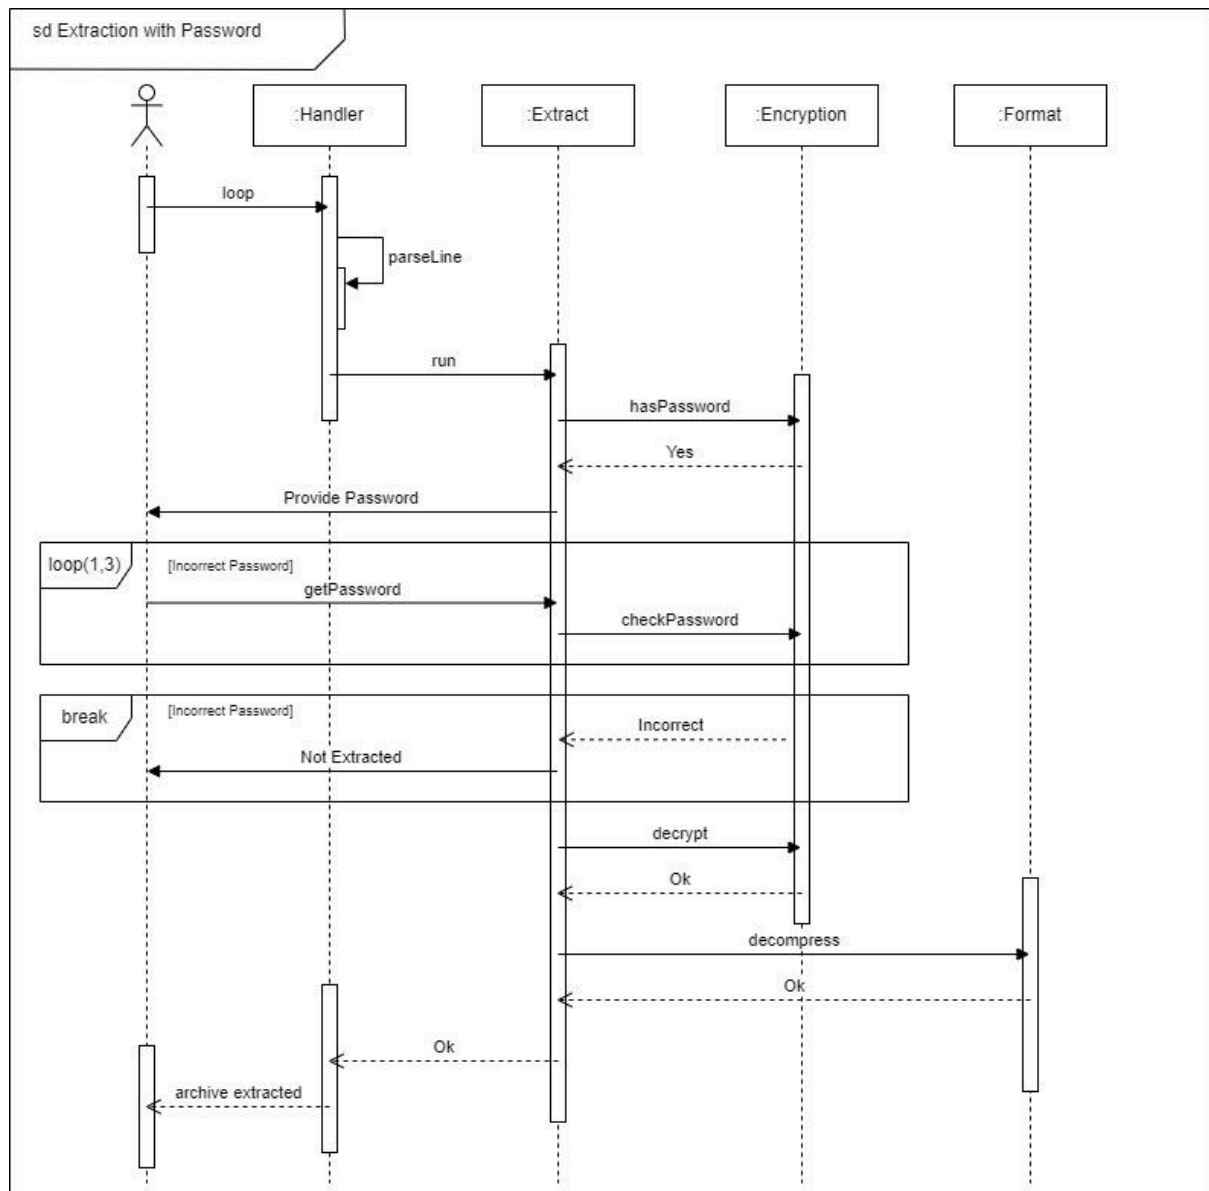 sd Extraction with Password
:Handler
:Extract
:Encryption
:Format
loop
parseLine
run
hasPassword
Yes
Provide Password
loop(1,3)
[Incorrect Password]
getPassword
checkPassword
break
[Incorrect Password]
Incorrect
Not Extracted
decrypt
Ok
decompress
Ok
Ok
archive extracted